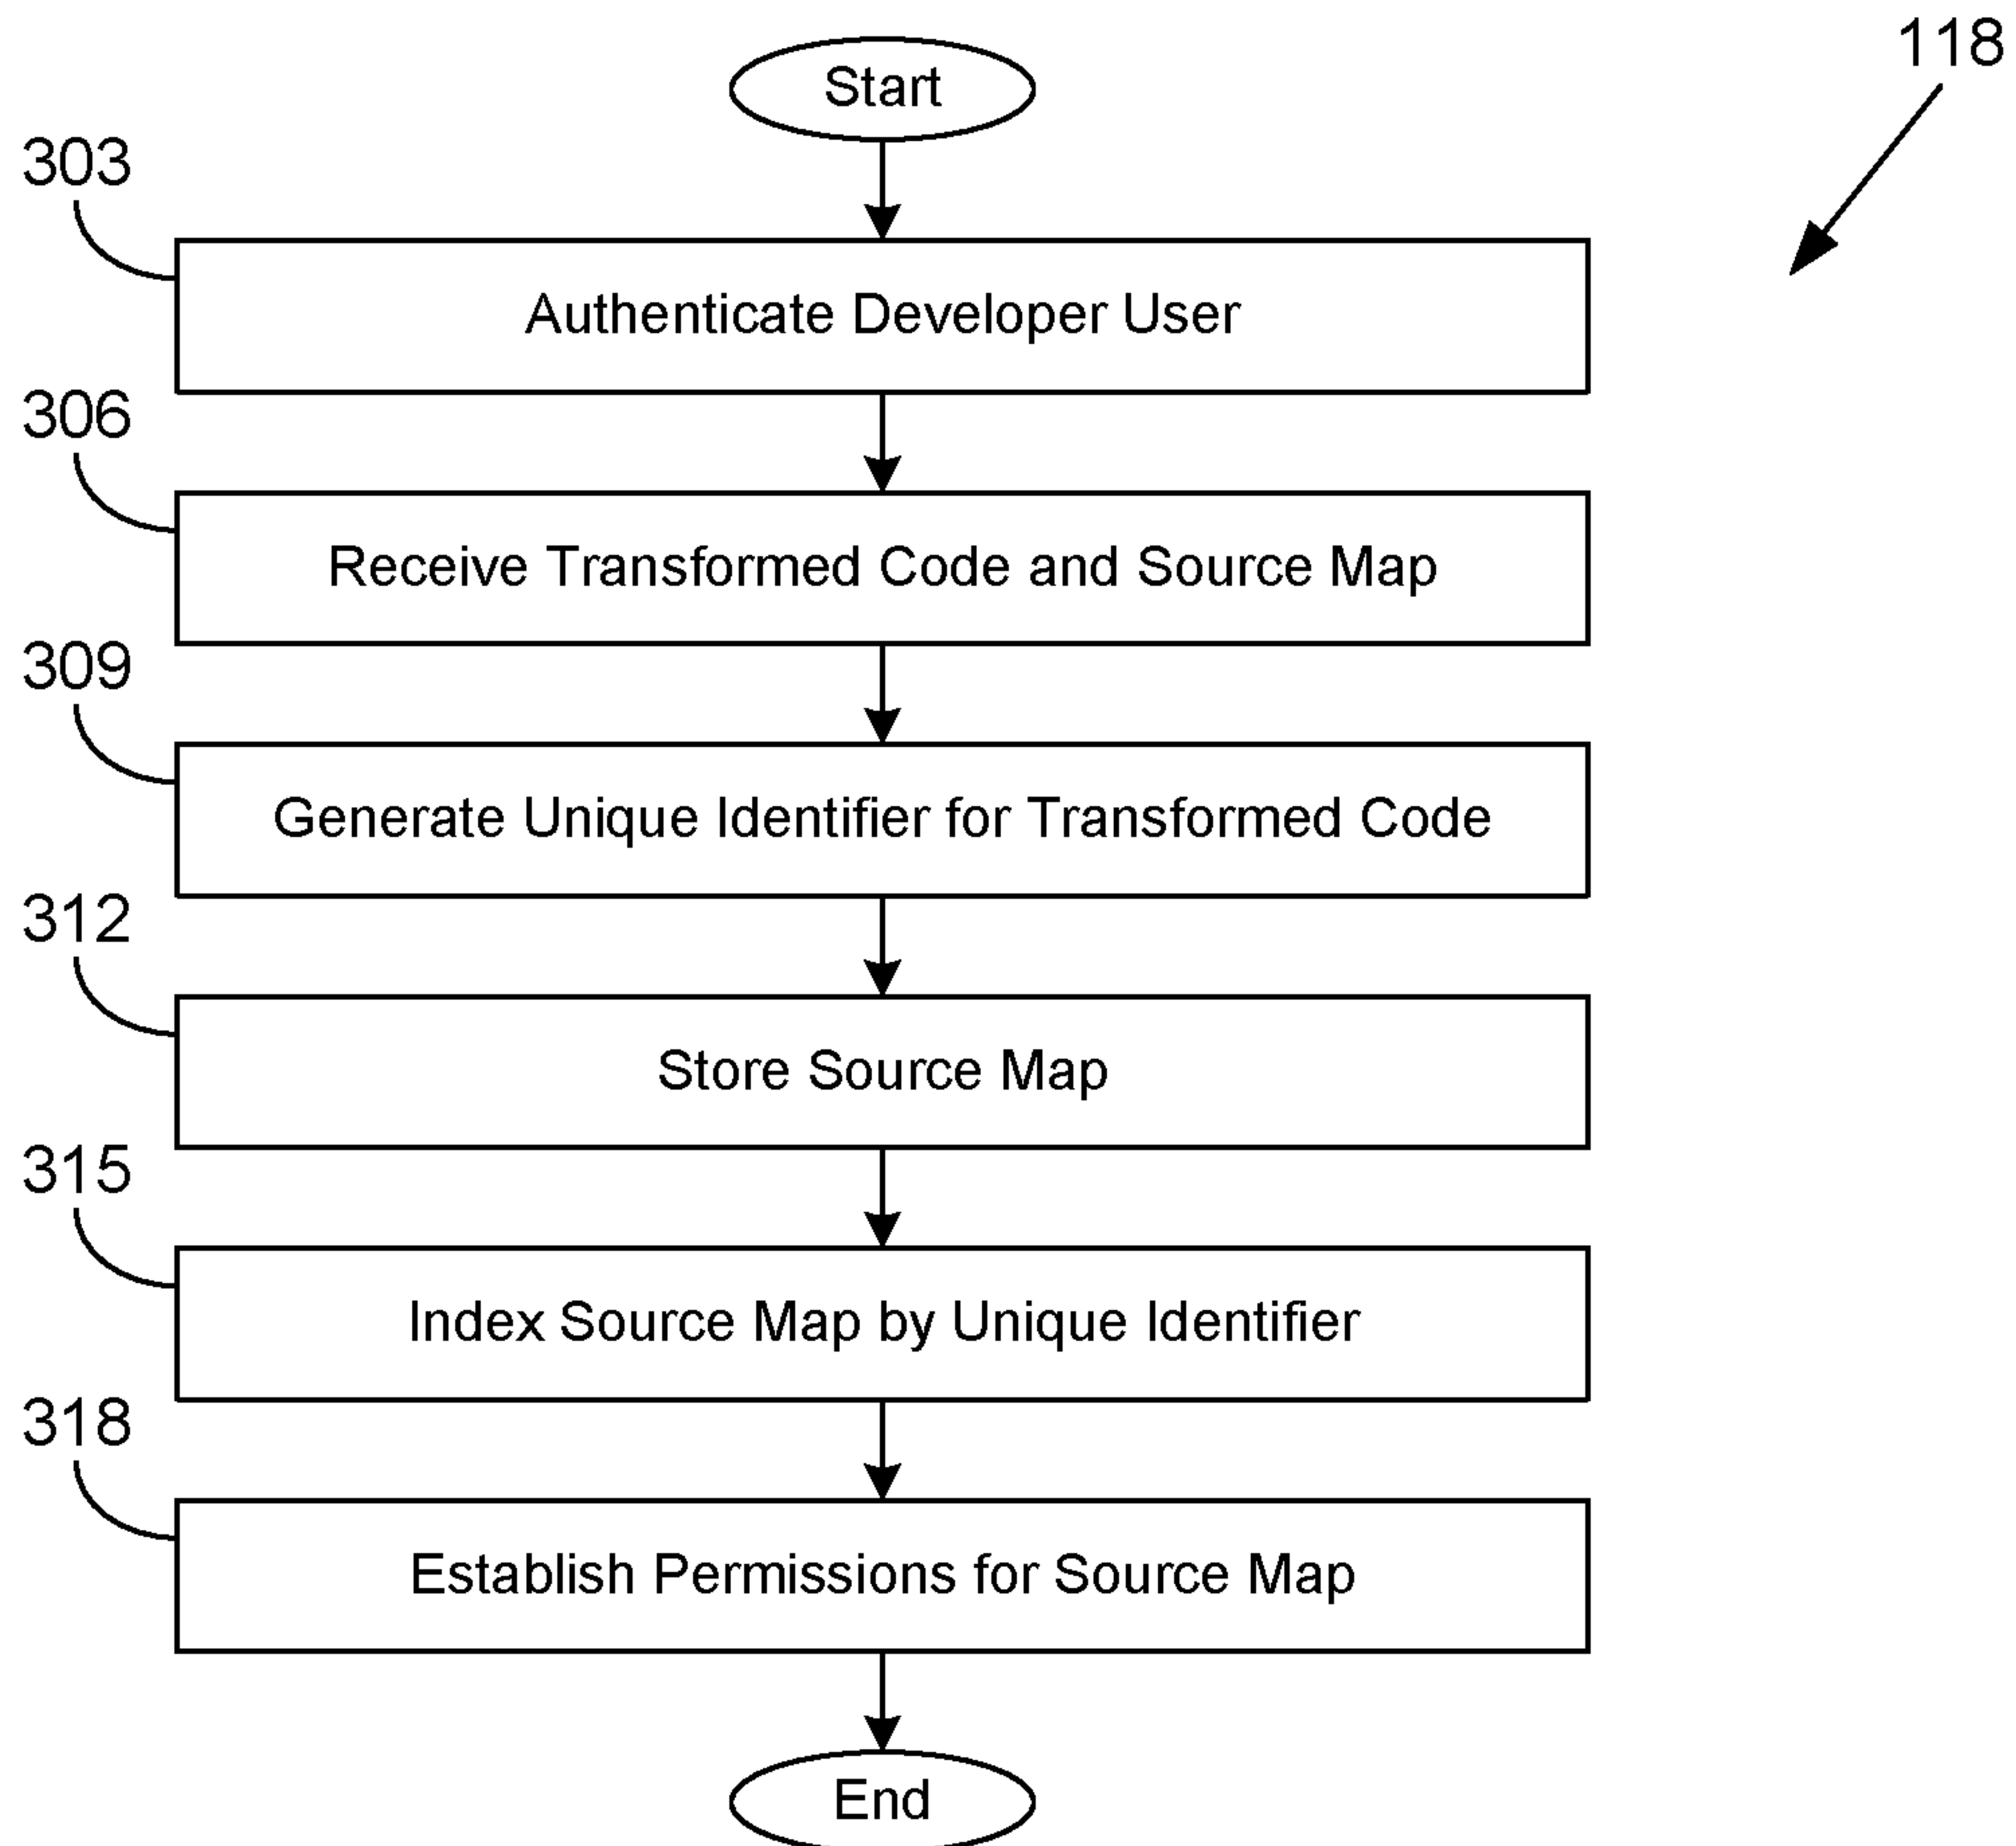 118
Start
303
Authenticate Developer User
306
Receive Transformed Code and Source Map
309
Generate Unique Identifier for Transformed Code
312
Store Source Map
315
Index Source Map by Unique Identifier
318
Establish Permissions for Source Map
End